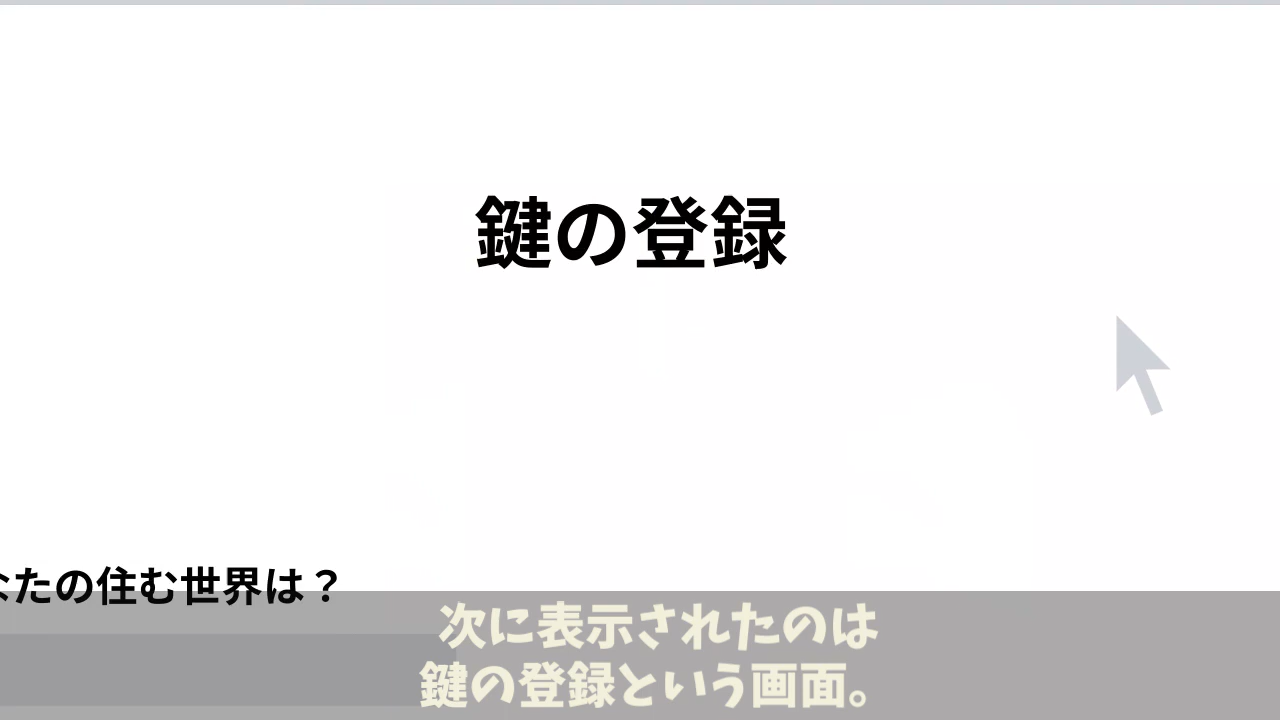 鍵の登録
たの住む世界は？
次に表示されたのは
鍵の登録という画面。